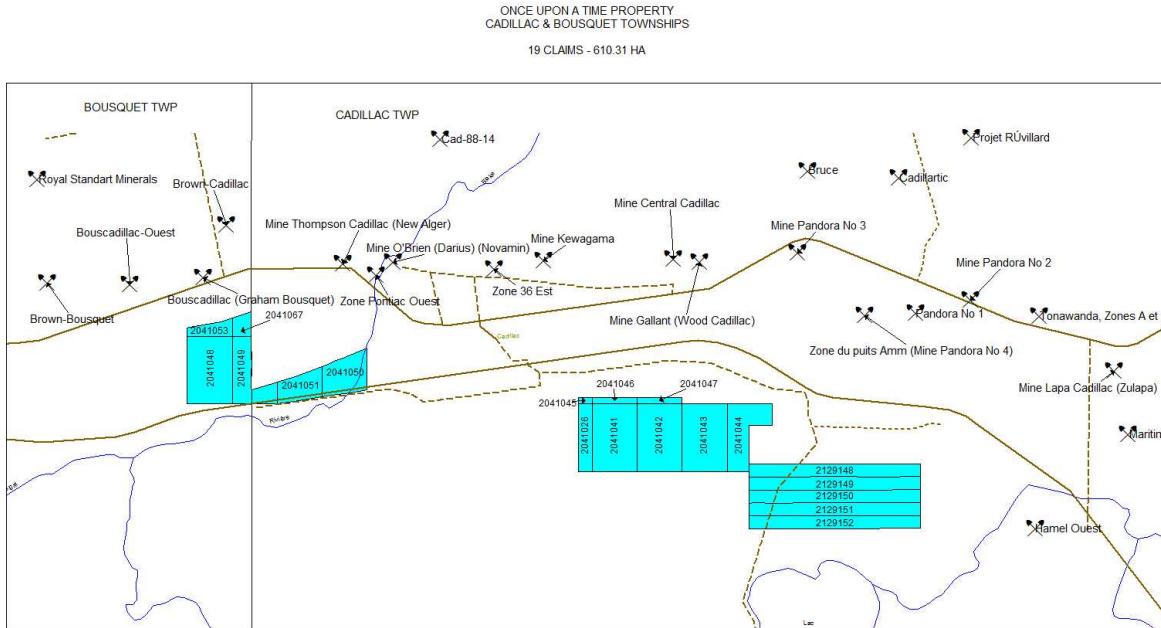 ONCE UPON A TIME PROPERTY
CADILLAC & BOUSQUET TOWNSHIPS
19 CLAIMS - 610.31 HA
BOUSQUET TWP
CADILLAC TWP
Cad-88-14
Projet RÚvillard
Royal Standart Minerals
Brown-Cadillac
Bruce
Cadillartic
Mine Central Cadillac
Bouscadillac-Ouest
Mine Thompson Cadillac (New Alger)
Mine Pandora No 3
Mine O'Brien (Darius) (Novamin)
Mine Kewagama
Mine Pandora No 2
Zone 36 Est
Bouscadillac (Graham Bousquet)
Zone Pontiac Ouest
Brown-Bousquet
Mine Gallant (Wood Cadillac)
Pandora No 1
Tonawanda, Zones A et
2041067
2041053
Cadillac
Zone du puits Amm (Mine Pandora No 4)
2041048
2041049
2041050
2041051
2041046
2041047
Mine Lapa Cadillac (Zulapa)
2041045
Rivière
2041026
2041041
2041042
2041043
2041044
Maritin
2129148
2129149
2129150
2129151
2129152
Hamel Ouest
Lac